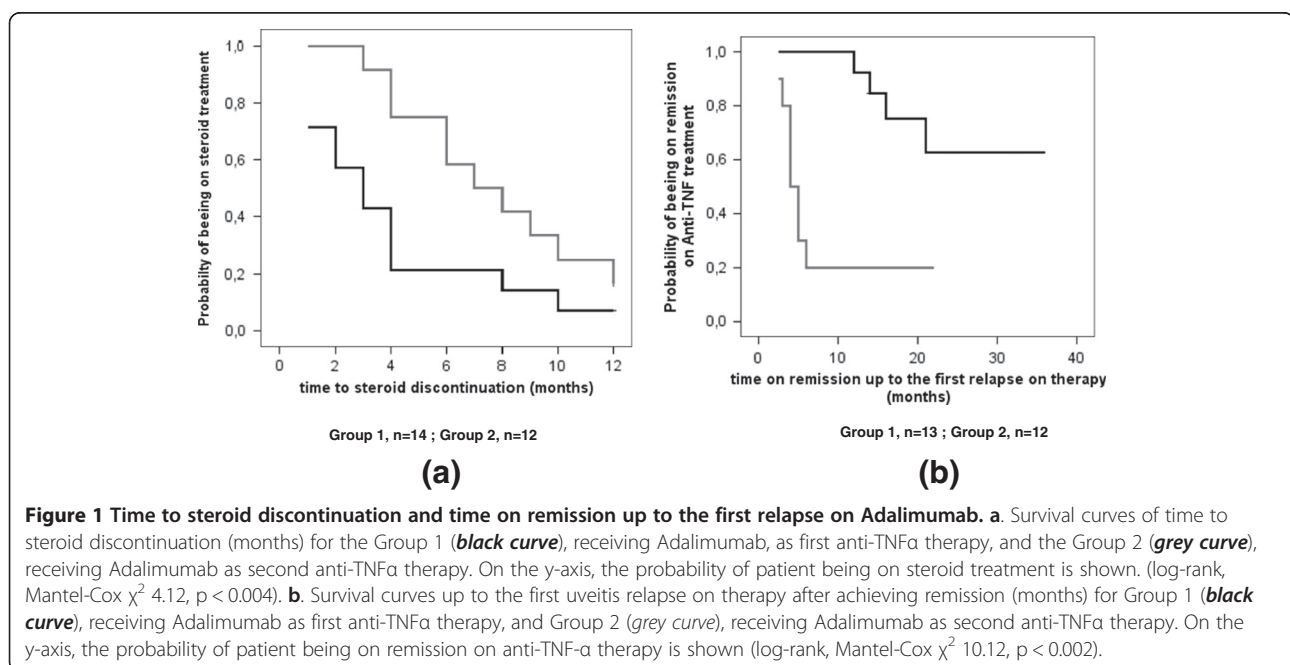 1,0
0,8
0,6
0,4
0,2
0,0
Probability of beeing on steroid treatment
0 2 4 6 8 10 12
time to steroid discontinuation (months)
Group 1, n=14 ; Group 2, n=12
(a)
1,0
0,8
0,6
0,4
0,2
0,0
Probability of beeing on remission
on Anti-TNF treatment
0 10 20 30 40
time on remission up to the first relapse on therapy
(months)
Group 1, n=13 ; Group 2, n=12
(b)
Figure 1 Time to steroid discontinuation and time on remission up to the first relapse on Adalimumab. a. Survival curves of time to
steroid discontinuation (months) for the Group 1 (black curve), receiving Adalimumab, as first anti-TNFα therapy, and the Group 2 (grey curve),
receiving Adalimumab as second anti-TNFα therapy. On the y-axis, the probability of patient being on steroid treatment is shown. (log-rank,
Mantel-Cox χ² 4.12, p < 0.004). b. Survival curves up to the first uveitis relapse on therapy after achieving remission (months) for Group 1 (black
curve), receiving Adalimumab as first anti-TNFα therapy, and Group 2 (grey curve), receiving Adalimumab as second anti-TNFα therapy. On the
y-axis, the probability of patient being on remission on anti-TNF-α therapy is shown (log-rank, Mantel-Cox χ² 10.12, p < 0.002).